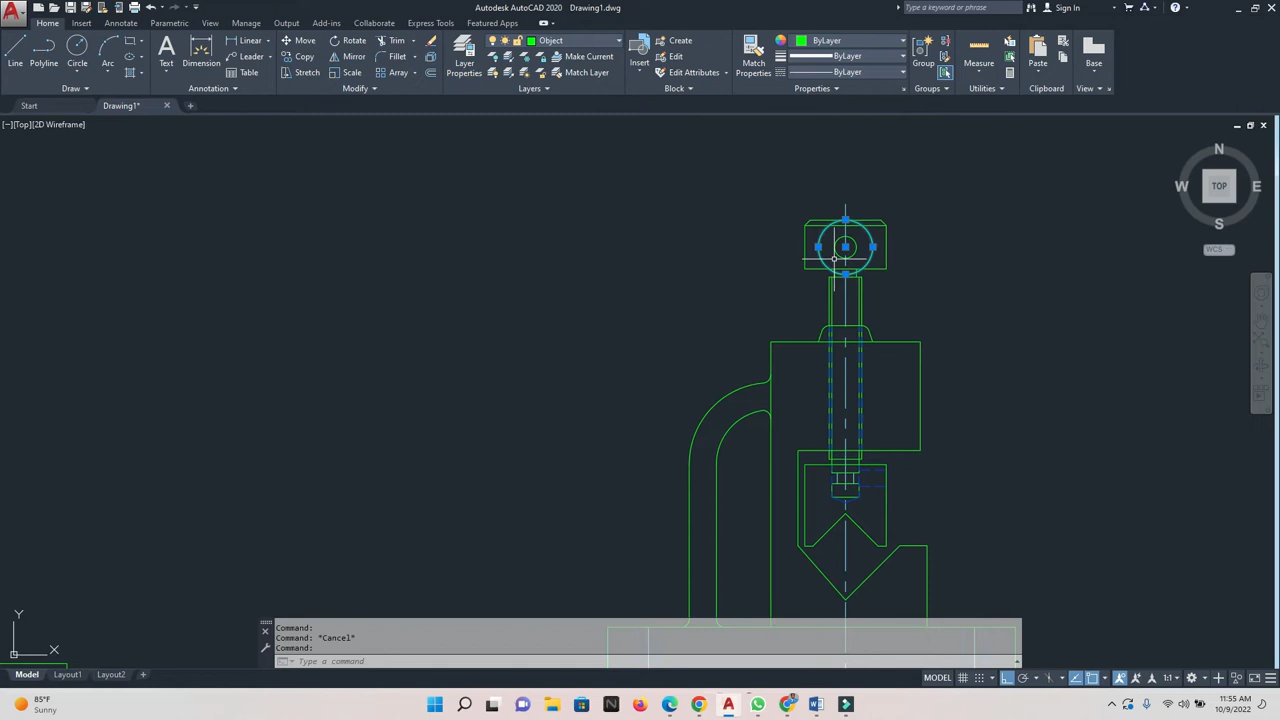 Autodesk AutoCAD 2020 Drawing1.dwg
Type a keyword or phrase
Sign In
A
Home Insert Annotate Parametric View Manage Output Add-ins Collaborate Express Tools Featured Apps
Line Polyline Circle Arc
Text Dimension
Linear
Leader
Table
Move Rotate Trim
Copy Mirror Fillet
Stretch Scale Array
Layer
Properties
Object
Make Current
Match Layer
Insert
Create
Edit
Edit Attributes
Match
Properties
ByLayer
ByLayer
ByLayer
Group
Measure
Paste
Base
Draw Annotation Modify Layers Block Properties Groups Utilities Clipboard View
Start Drawing1*
[−][Top][2D Wireframe]
N
W TOP E
S
WCS
Y
X
Command:
Command: *Cancel*
Command:
Type a command
Model Layout1 Layout2
MODEL 1:1
85°F
Sunny
A N W
11:55 AM
10/9/2022